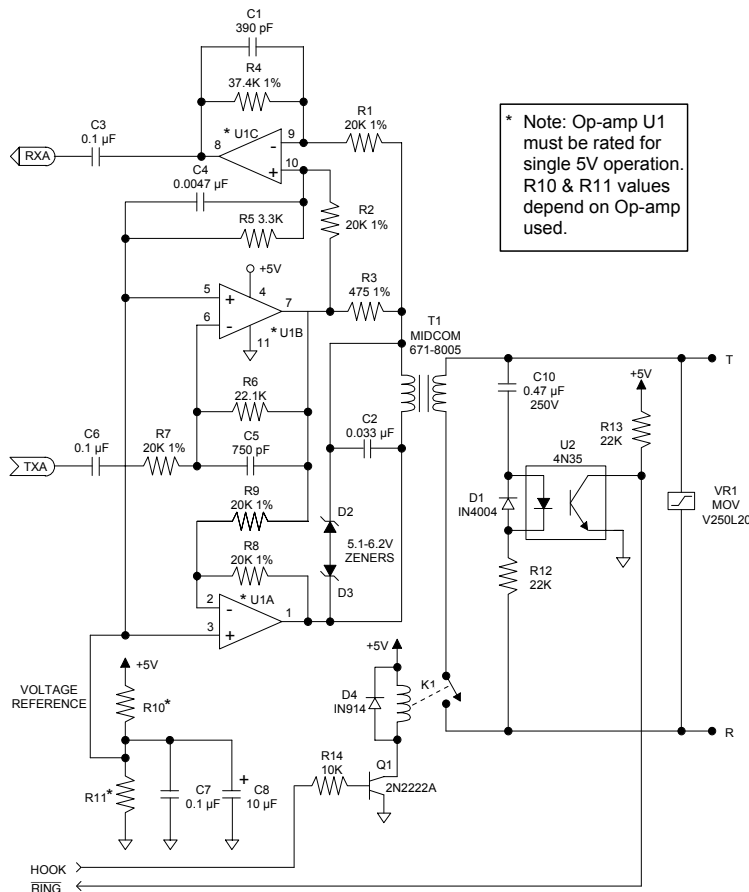 C1
390 pF
R4
37.4K 1%
C3
0.1 µF
RXA
8
* U1C
9
-
10
+
R1
20K 1%
* Note: Op-amp U1
must be rated for
single 5V operation.
R10 & R11 values
depend on Op-amp
used.
C4
0.0047 µF
R5 3.3K
R2
20K 1%
+5V
5
+
4
7
6
-
11
* U1B
R3
475 1%
T1
MIDCOM
671-8005
T
C10
0.47 µF
250V
+5V
R13
22K
R6
22.1K
C6
0.1 µF
R7
20K 1%
C5
750 pF
C2
0.033 µF
U2
4N35
TXA
D1
IN4004
VR1
MOV
V250L20
R9
20K 1%
D2
5.1-6.2V
ZENERS
R8
20K 1%
D3
R12
22K
2
-
* U1A
1
3
+
+5V
VOLTAGE
REFERENCE
R10*
+5V
D4
IN914
K1
R
R11*
C7
0.1 µF
+
C8
10 µF
R14
10K
Q1
2N2222A
HOOK
RING